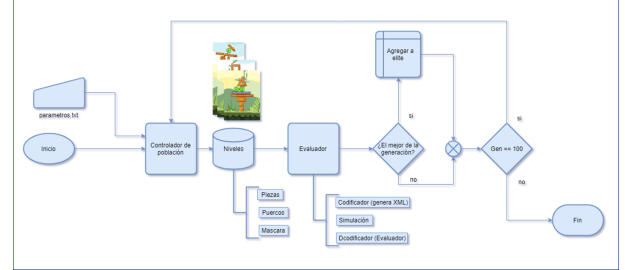 Agregar a
elite
parametros.txt
si
si
Inicio
Controlador de
población
Niveles
Evaluador
¿El mejor de la
generación?
Gen == 100
no
no
Piezas
Puercos
Mascara
Codificador (genera XML)
Simulación
Dcodificador (Evaluador)
Fin